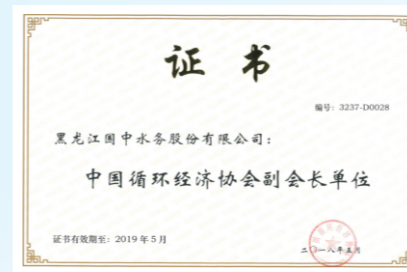 证书
编号：3237-D0028
黑龙江国中水务股份有限公司：
中国循环经济协会副会长单位
证书有效期至：2019年5月
二〇一八年五月